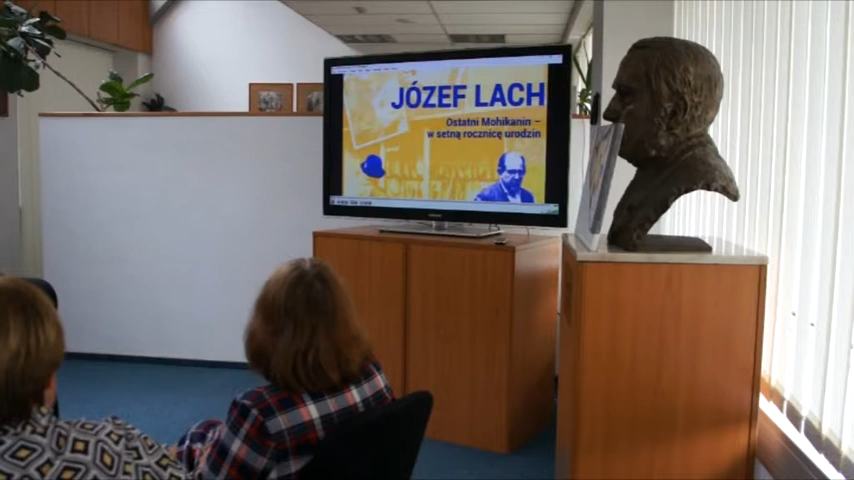 JÓZEF LACH
Ostatni Mohikanin –
w setną rocznicę urodzin